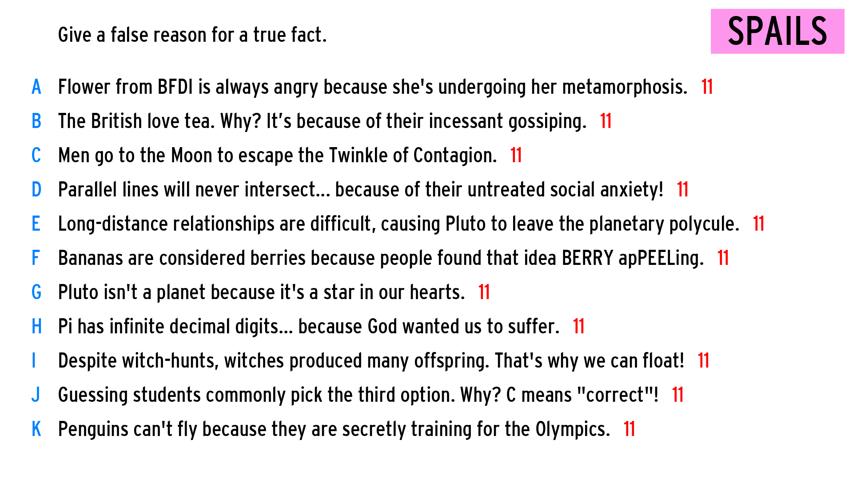 Give a false reason for a true fact.
SPAILS
A Flower from BFDI is always angry because she's undergoing her metamorphosis. 11
B The British love tea. Why? It’s because of their incessant gossiping. 11
C Men go to the Moon to escape the Twinkle of Contagion. 11
D Parallel lines will never intersect... because of their untreated social anxiety! 11
E Long-distance relationships are difficult, causing Pluto to leave the planetary polycule. 11
F Bananas are considered berries because people found that idea BERRY apPEELing. 11
G Pluto isn't a planet because it's a star in our hearts. 11
H Pi has infinite decimal digits... because God wanted us to suffer. 11
I Despite witch-hunts, witches produced many offspring. That's why we can float! 11
J Guessing students commonly pick the third option. Why? C means "correct"! 11
K Penguins can't fly because they are secretly training for the Olympics. 11